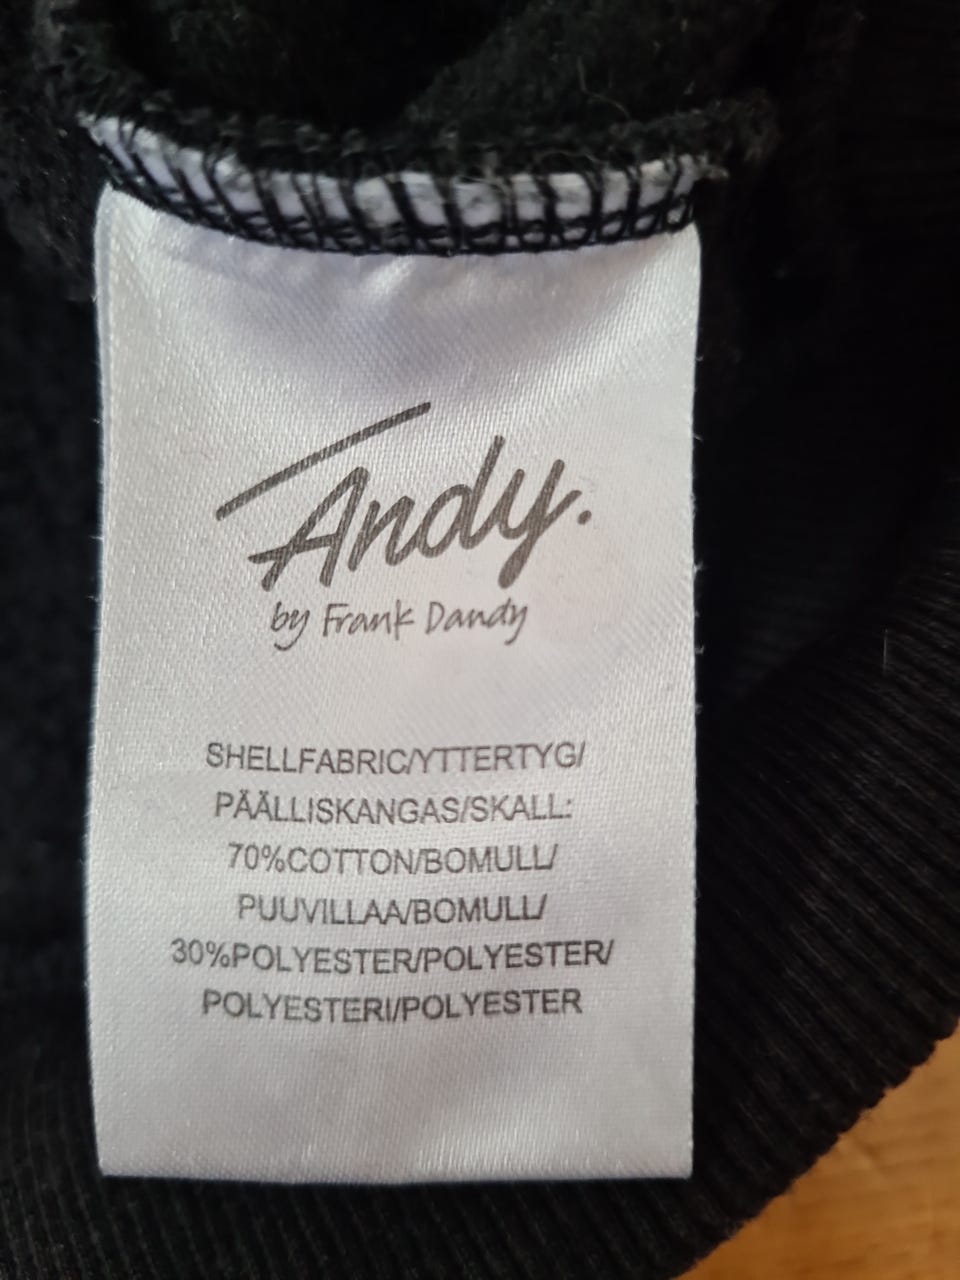 Andy.
by Frank Dandy
SHELLFABRIC/YTTERTYG/
PÄÄLLISKANGAS/SKALL:
70%COTTON/BOMULL/
PUUVILLAA/BOMULL/
30%POLYESTER/POLYESTER/
POLYESTERI/POLYESTER